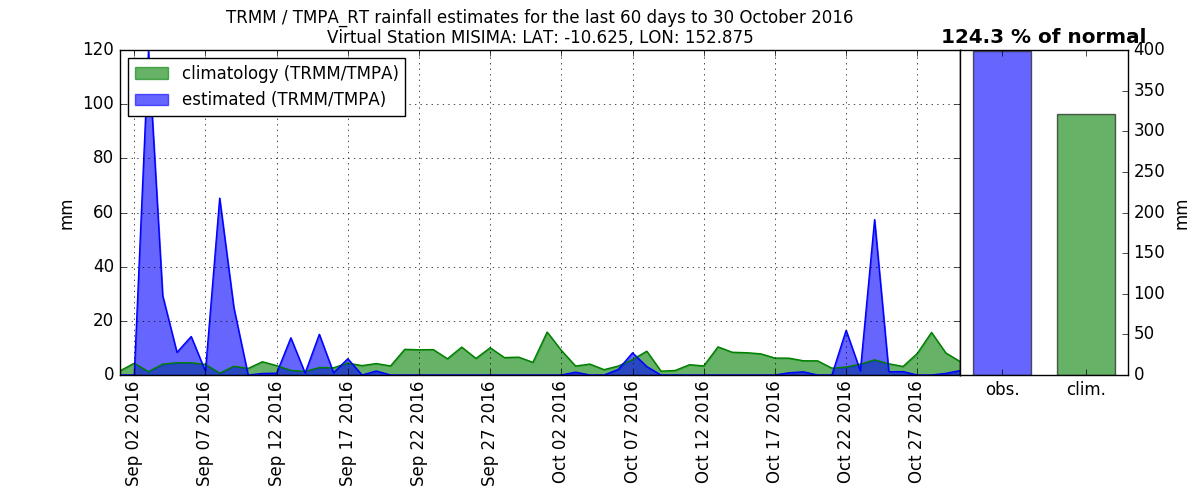 TRMM / TMPA_RT rainfall estimates for the last 60 days to 30 October 2016
Virtual Station MISIMA: LAT: -10.625, LON: 152.875
124.3 % of normal
climatology (TRMM/TMPA)
estimated (TRMM/TMPA)
120
100
80
60
40
20
0
mm
400
350
300
250
200
150
100
50
0
mm
obs.
clim.
Sep 02 2016
Sep 07 2016
Sep 12 2016
Sep 17 2016
Sep 22 2016
Sep 27 2016
Oct 02 2016
Oct 07 2016
Oct 12 2016
Oct 17 2016
Oct 22 2016
Oct 27 2016